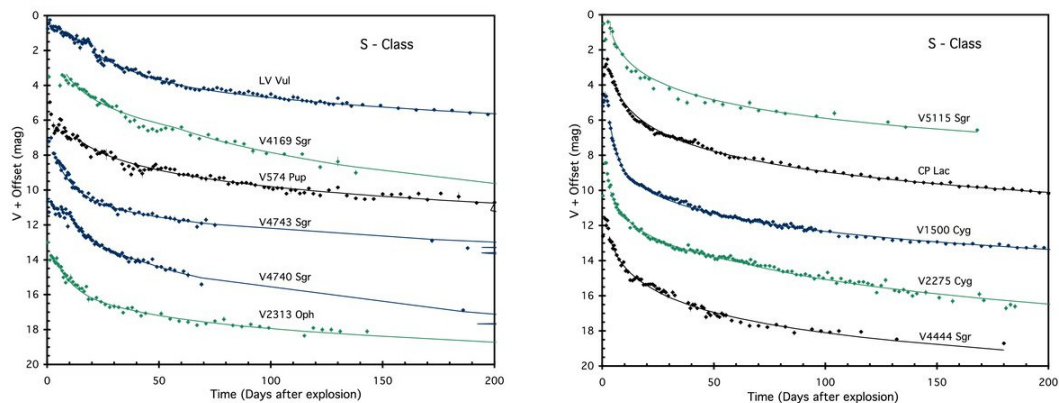 S - Class
LV Vul
V4169 Sgr
V574 Pup
V4743 Sgr
V4740 Sgr
V2313 Oph
V + Offset (mag)
0
2
4
6
8
10
12
14
16
18
20
0
50
100
150
200
Time (Days after explosion)
S - Class
V5115 Sgr
CP Lac
V1500 Cyg
V2275 Cyg
V4444 Sgr
V + Offset (mag)
0
2
4
6
8
10
12
14
16
18
20
0
50
100
150
200
Time (Days after explosion)